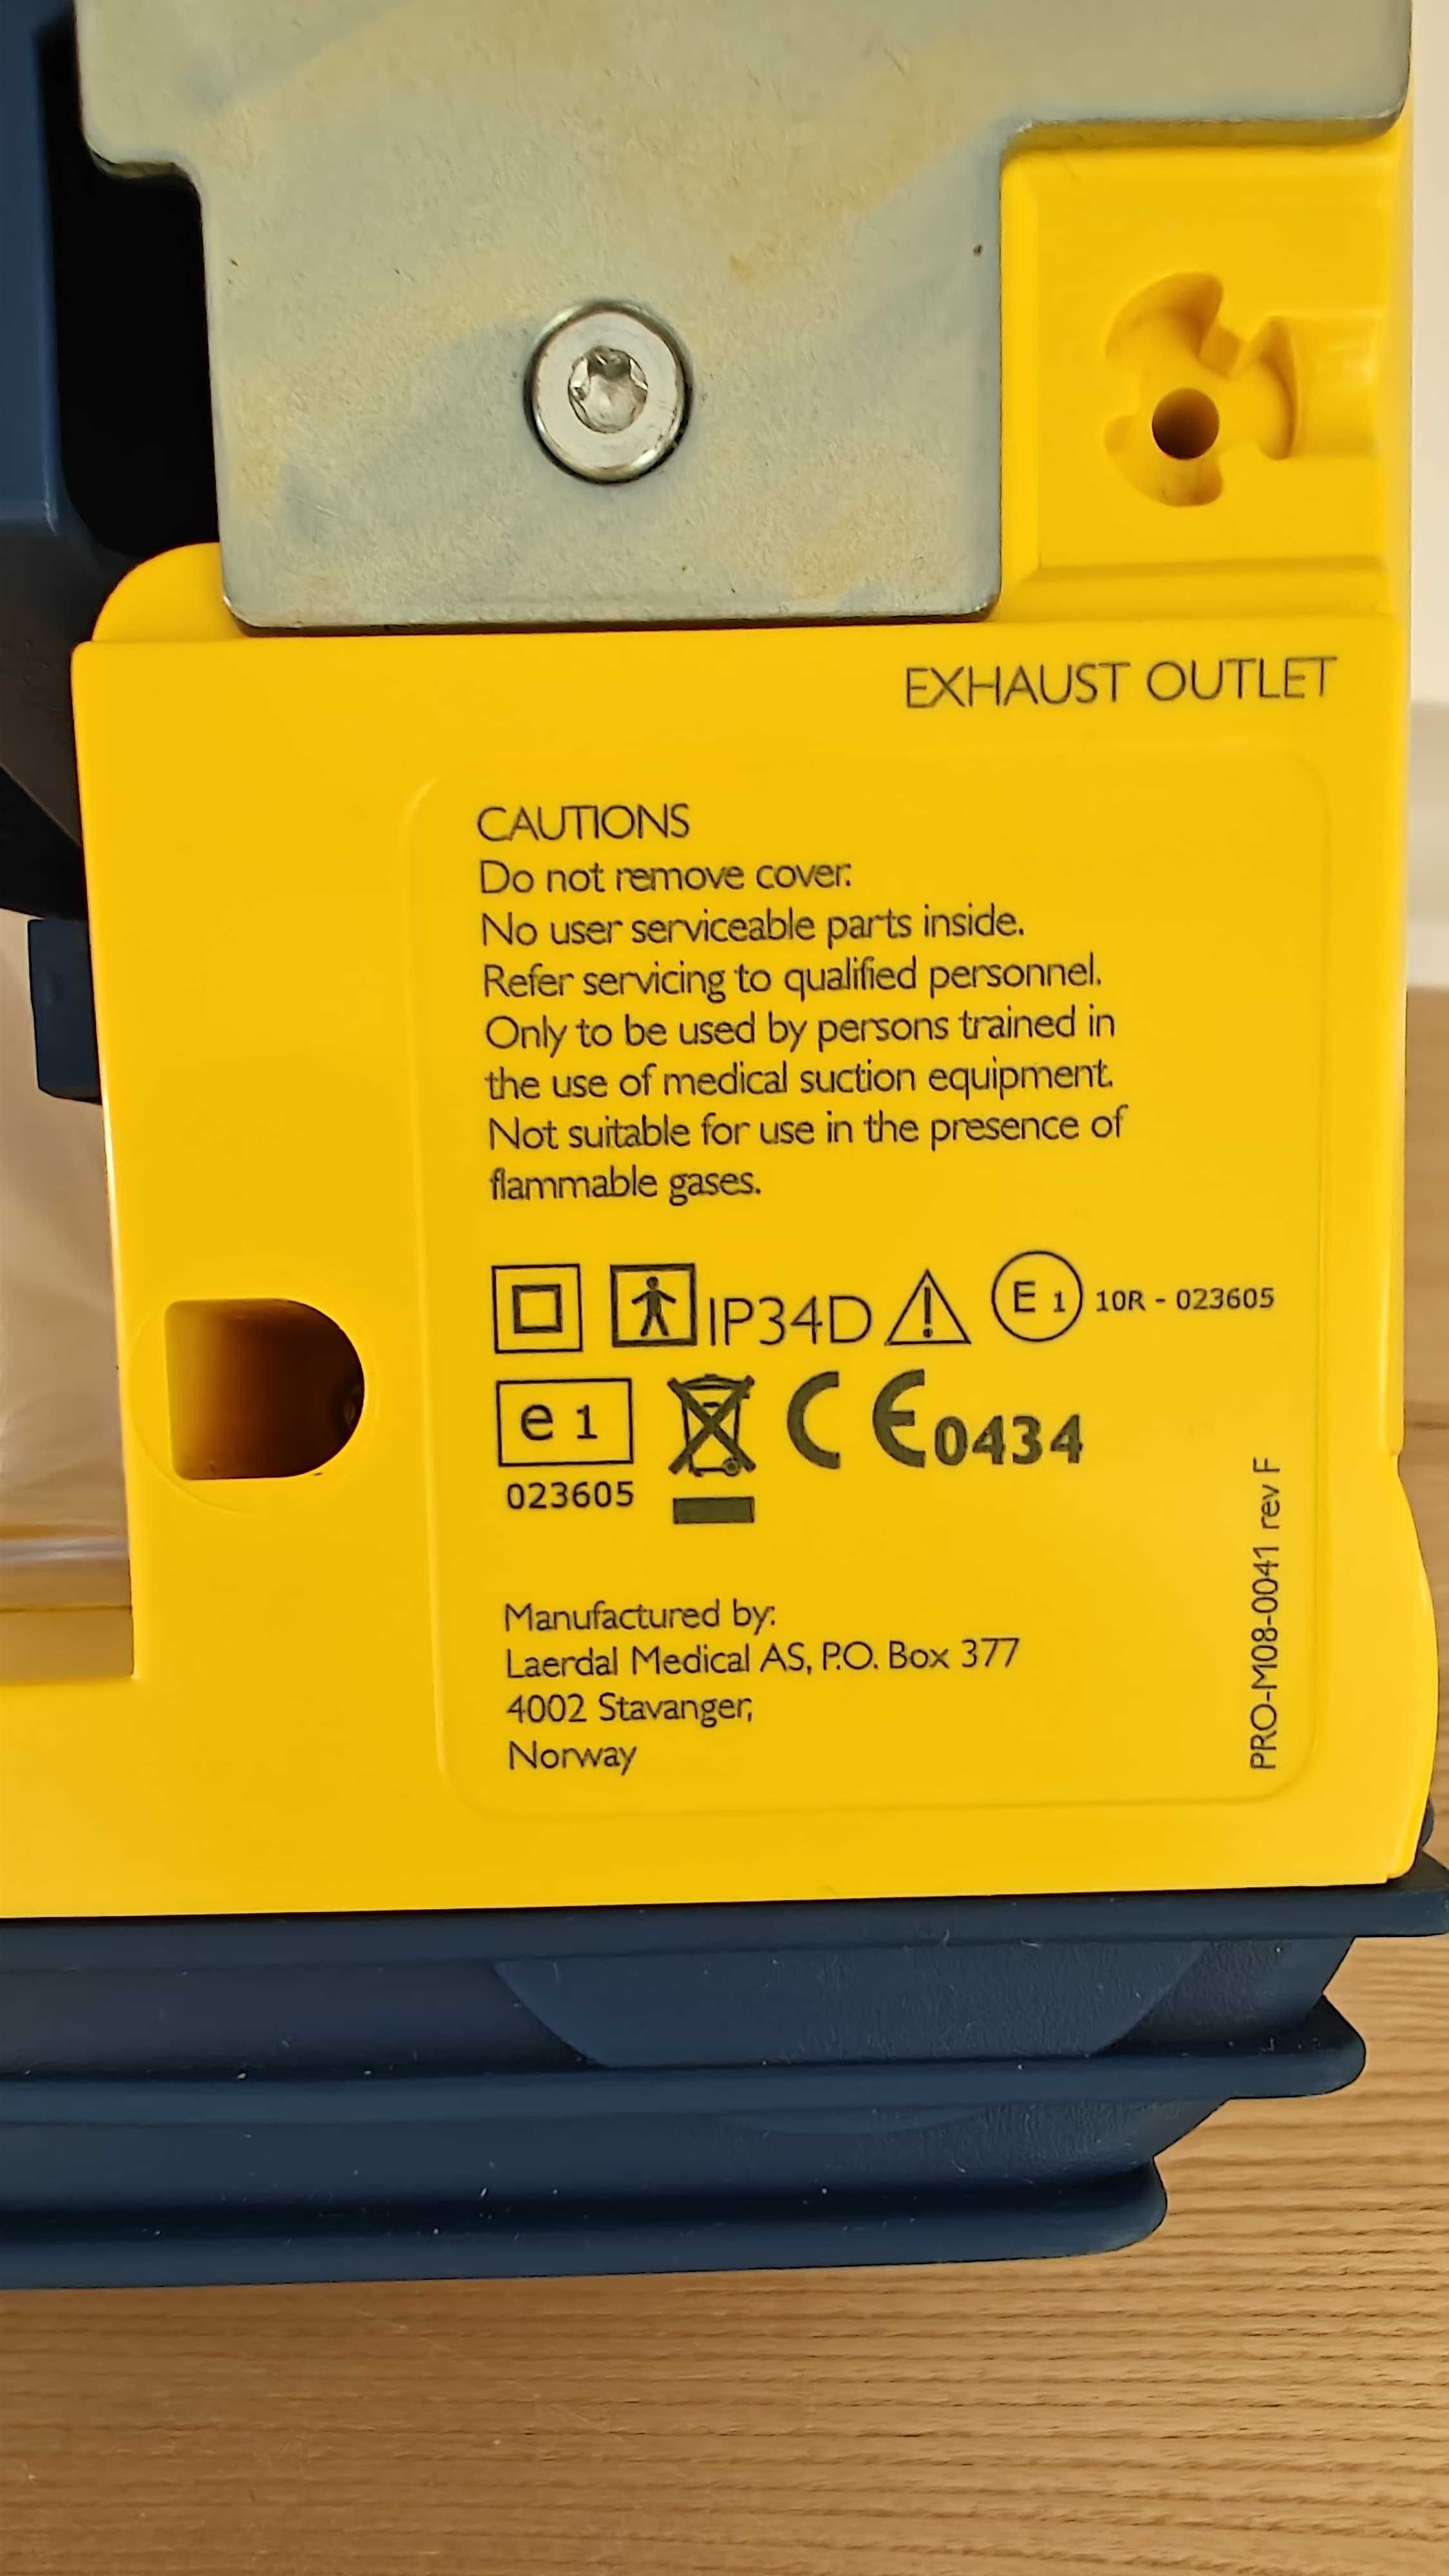 EXHAUST OUTLET
CAUTIONS
Do not remove cover.
No user serviceable parts inside.
Refer servicing to qualified personnel.
Only to be used by persons trained in
the use of medical suction equipment.
Not suitable for use in the presence of
flammable gases.
IP34D E 1 10R - 023605
e 1 CE0434
023605
Manufactured by:
Laerdal Medical AS, P.O. Box 377
4002 Stavanger,
Norway
PRO-M08-0041 rev F